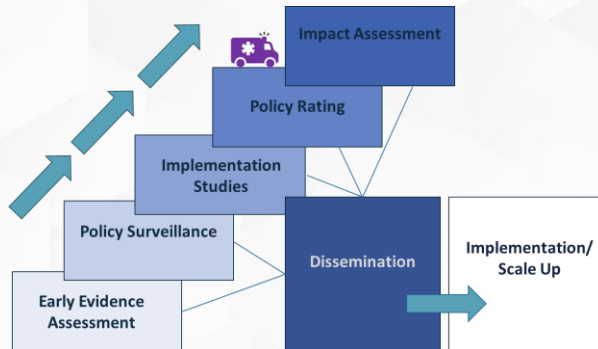 Impact Assessment
Policy Rating
Implementation
Studies
Policy Surveillance
Early Evidence
Assessment
Dissemination
Implementation/
Scale Up